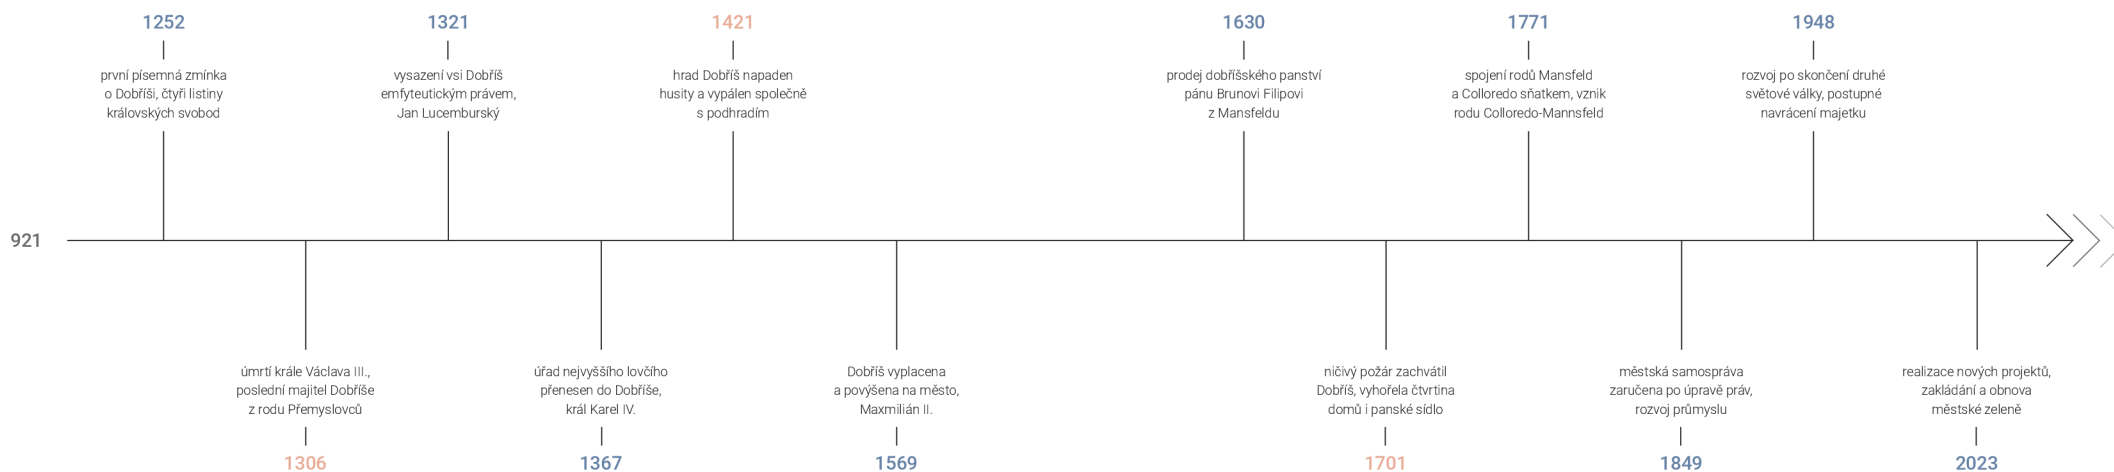 921
1252
první písemná zmínka
o Dobříši, čtyři listiny
královských svobod
úmrtí krále Václava III.,
poslední majitel Dobříše
z rodu Přemyslovců
1306
1321
vysazení vsi Dobříš
emfyteutickým právem,
Jan Lucemburský
úřad nejvyššího lovčího
přenesen do Dobříše,
král Karel IV.
1367
1421
hrad Dobříš napaden
husity a vypálen společně
s podhradím
Dobříš vyplacena
a povýšena na město,
Maxmilián II.
1569
1630
prodej dobříšského panství
pánu Brunovi Filipovi
z Mansfeldu
ničivý požár zachvátil
Dobříš, vyhořela čtvrtina
domů i panské sídlo
1701
1771
spojení rodů Mansfeld
a Colloredo sňatkem, vznik
rodu Colloredo-Mannsfeld
městská samospráva
zaručena po úpravě práv,
rozvoj průmyslu
1849
1948
rozvoj po skončení druhé
světové války, postupné
navrácení majetku
realizace nových projektů,
zakládání a obnova
městské zeleně
2023